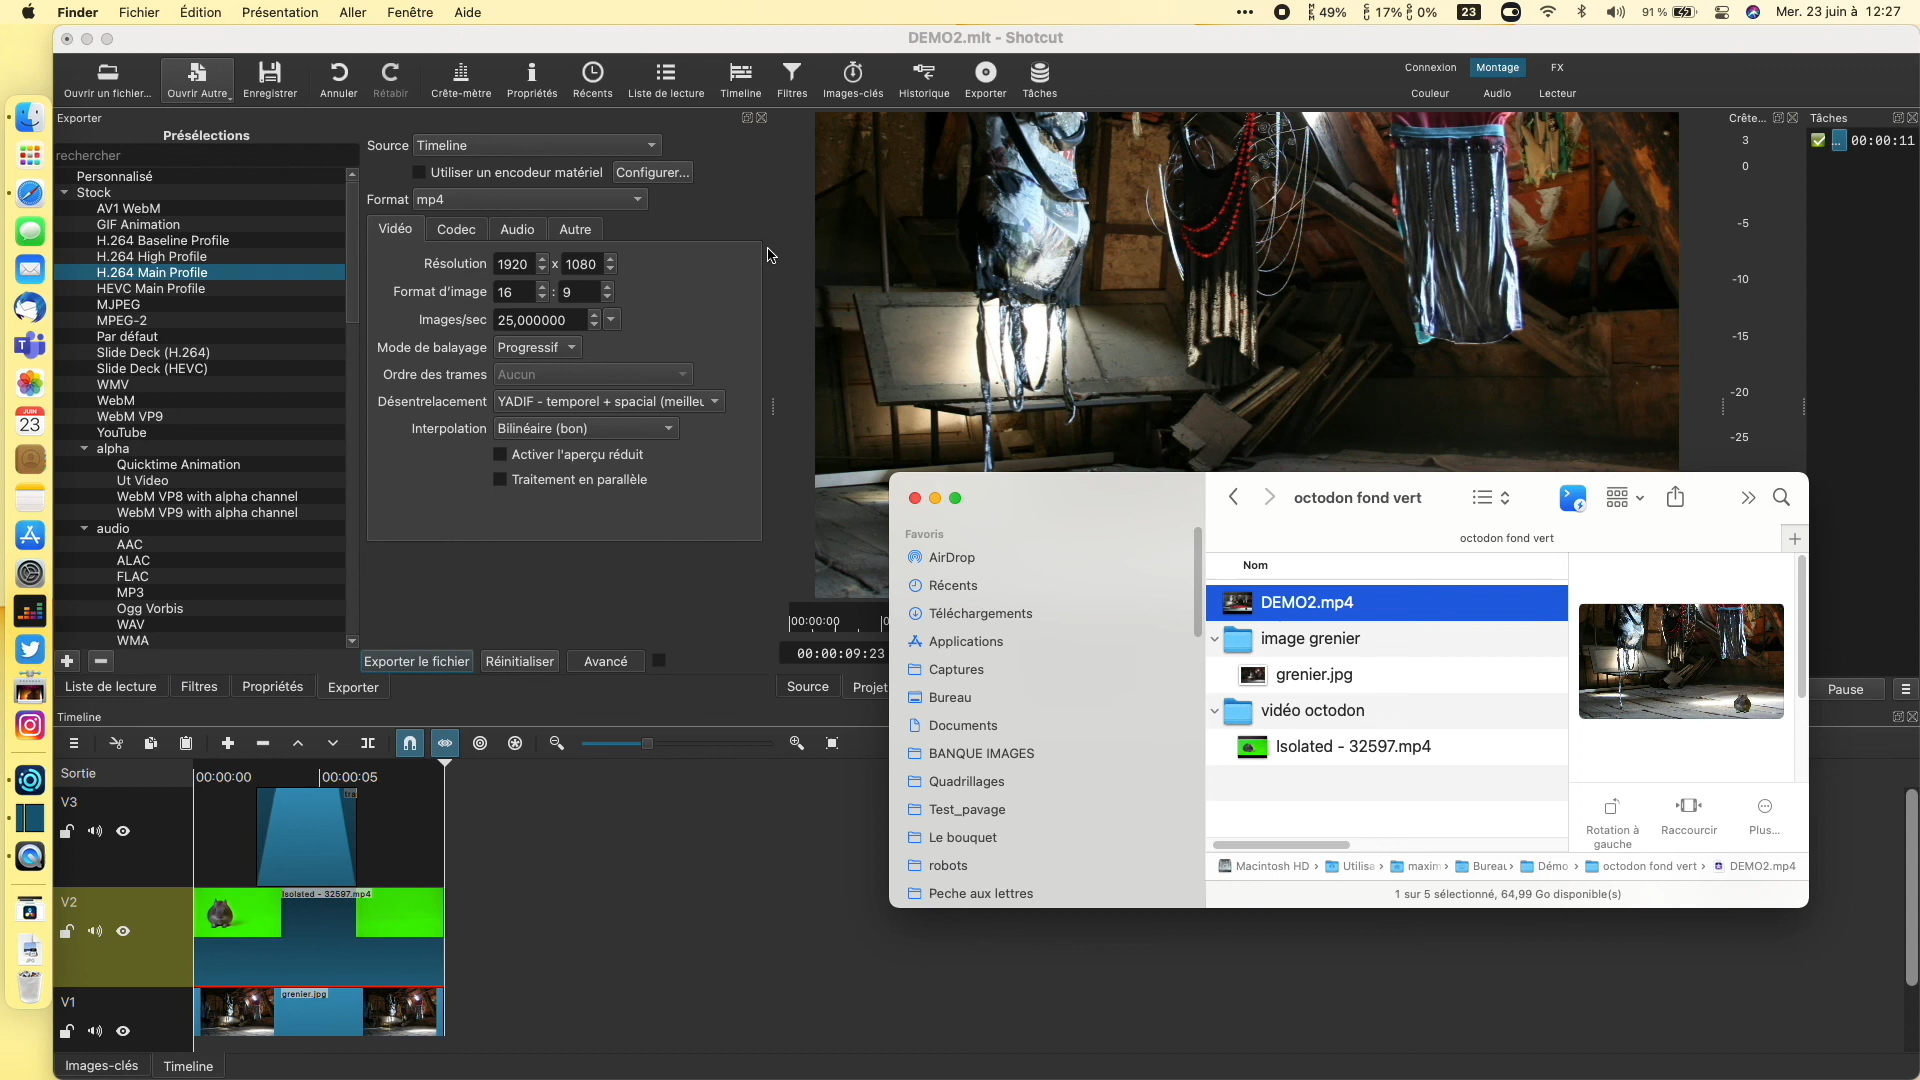 Finder Fichier Édition Présentation Aller Fenêtre Aide 49% 17% 0% 23 91 % Mer. 23 juin à 12:27
DEMO2.mlt - Shotcut
Ouvrir un fichier... Ouvrir Autre Enregistrer Annuler Rétablir Crête-mètre Propriétés Récents Liste de lecture Timeline Filtres Images-clés Historique Exporter Tâches
Connexion Montage FX
Couleur Audio Lecteur
Exporter
Présélections
rechercher
Personnalisé
Stock
AV1 WebM
GIF Animation
H.264 Baseline Profile
H.264 High Profile
H.264 Main Profile
HEVC Main Profile
MJPEG
MPEG-2
Par défaut
Slide Deck (H.264)
Slide Deck (HEVC)
WMV
WebM
WebM VP9
YouTube
alpha
Quicktime Animation
Ut Video
WebM VP8 with alpha channel
WebM VP9 with alpha channel
audio
AAC
ALAC
FLAC
MP3
Ogg Vorbis
WAV
WMA
Source Timeline
Utiliser un encodeur matériel Configurer...
Format mp4
Vidéo Codec Audio Autre
Résolution 1920 x 1080
Format d'image 16 : 9
Images/sec 25,000000
Mode de balayage Progressif
Ordre des trames Aucun
Désentrelacement YADIF - temporel + spacial (meilleu
Interpolation Bilinéaire (bon)
Activer l'aperçu réduit
Traitement en parallèle
Exporter le fichier Réinitialiser Avancé
Liste de lecture Filtres Propriétés Exporter
00:00:00
00:00:09:23
Source Projet
Crête...
3
0
-5
-10
-15
-20
-25
Tâches
... 00:00:11
Pause
JUIN
23
octodon fond vert
octodon fond vert
Favoris
AirDrop
Récents
Téléchargements
Applications
Captures
Bureau
Documents
BANQUE IMAGES
Quadrillages
Test_pavage
Le bouquet
robots
Peche aux lettres
Nom
DEMO2.mp4
image grenier
grenier.jpg
vidéo octodon
Isolated - 32597.mp4
Rotation à gauche
Raccourcir
Plus...
Macintosh HD › Utilisa › maxim › Bureau › Démo › octodon fond vert › DEMO2.mp4
1 sur 5 sélectionné, 64,99 Go disponible(s)
Timeline
Sortie
00:00:00 00:00:05
V3
tra
V2
Isolated - 32597.mp4
V1
grenier.jpg
Images-clés Timeline